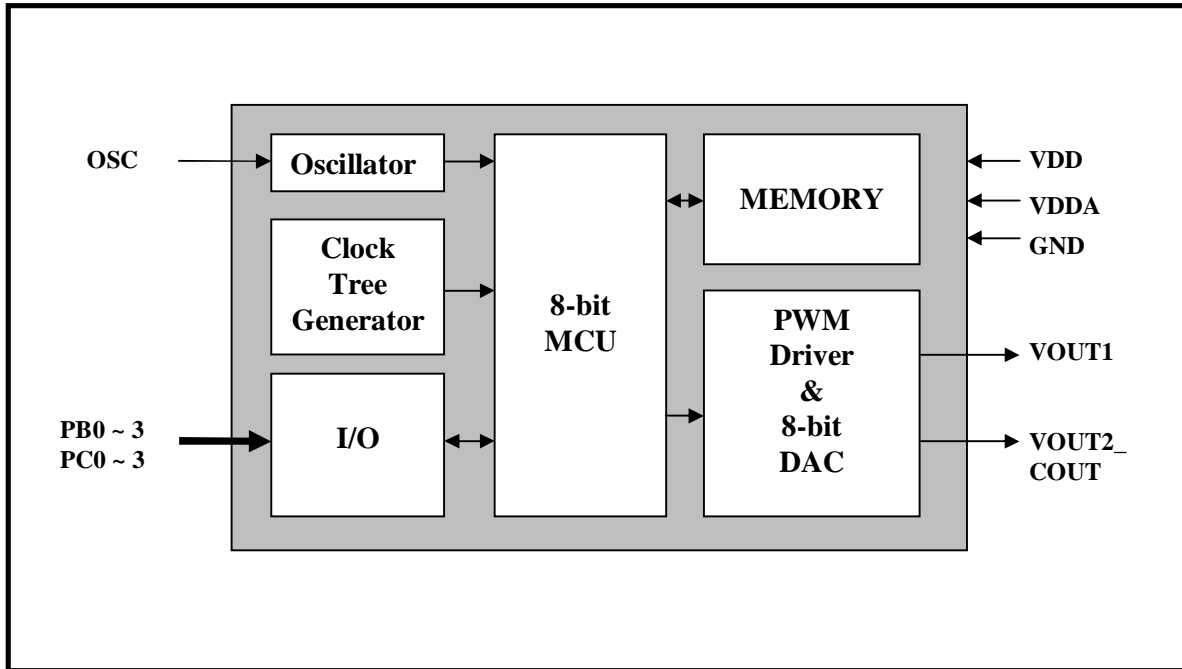 OSC
Oscillator
Clock
Tree
Generator
PB0 ~ 3
PC0 ~ 3
I/O
8-bit
MCU
MEMORY
PWM
Driver
&
8-bit
DAC
VDD
VDDA
GND
VOUT1
VOUT2_
COUT